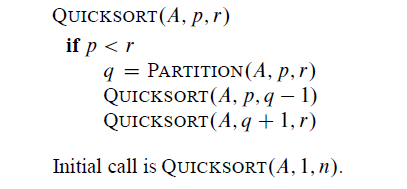 QUICKSORT(A, p, r)
if p < r
q = PARTITION(A, p, r)
QUICKSORT(A, p, q − 1)
QUICKSORT(A, q + 1, r)
Initial call is QUICKSORT(A, 1, n).